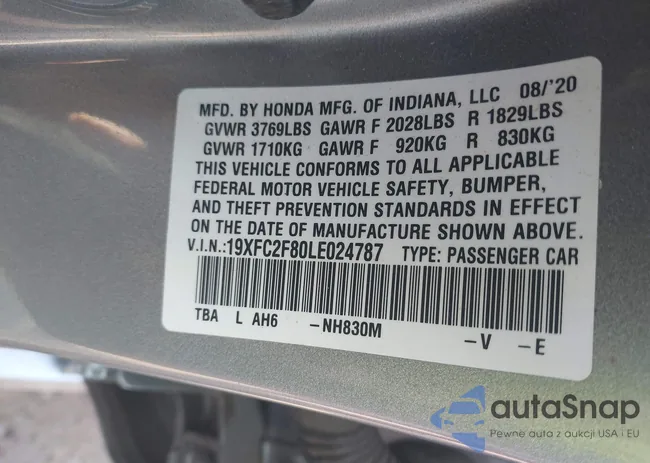 MFD. BY HONDA MFG. OF INDIANA, LLC 08/'20
GVWR 3769LBS GAWR F 2028LBS R 1829LBS
GVWR 1710KG GAWR F 920KG R 830KG
THIS VEHICLE CONFORMS TO ALL APPLICABLE
FEDERAL MOTOR VEHICLE SAFETY, BUMPER,
AND THEFT PREVENTION STANDARDS IN EFFECT
ON THE DATE OF MANUFACTURE SHOWN ABOVE.
V.I.N.:19XFC2F80LE024787 TYPE: PASSENGER CAR
TBA L AH6 -NH830M -V -E
autaSnap
Pewne auta z aukcji USA i EU